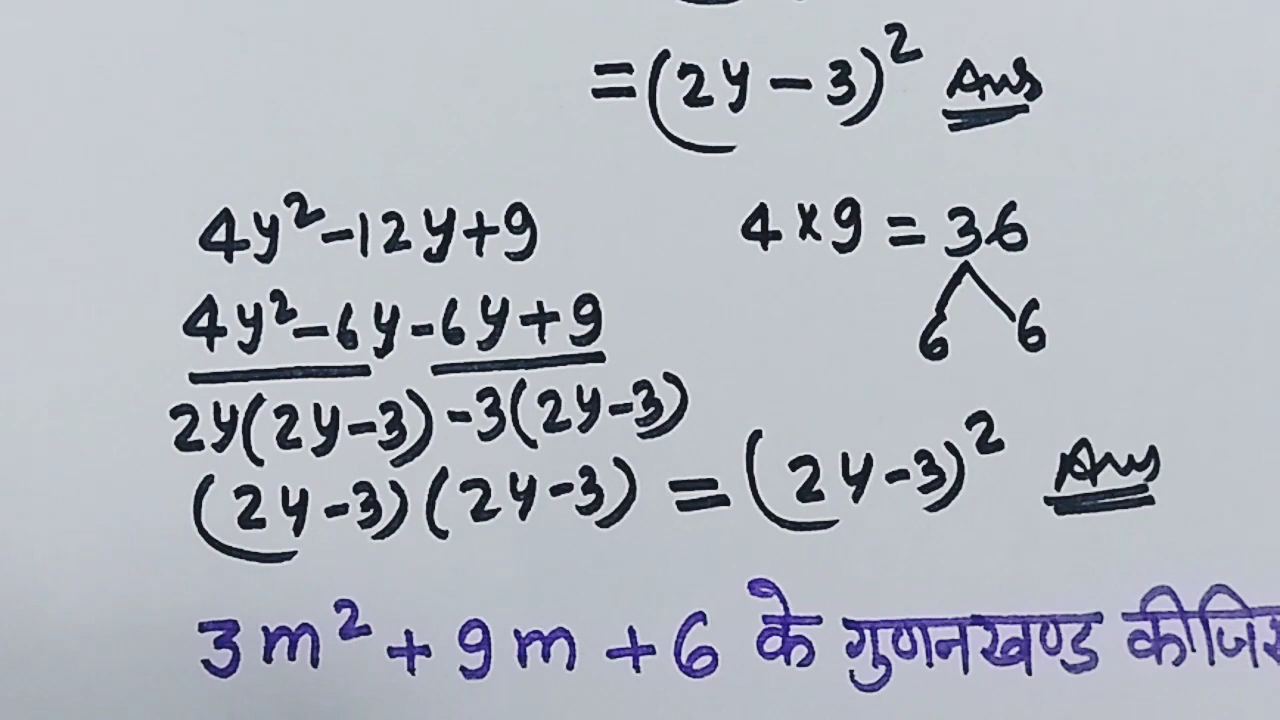 =(2y-3)² Ans
4y²-12y+9 4×9=36
4y²-6y-6y+9 6 6
2y(2y-3)-3(2y-3)
(2y-3)(2y-3)=(2y-3)² Ans
3m²+9m+6 के गुणनखण्ड